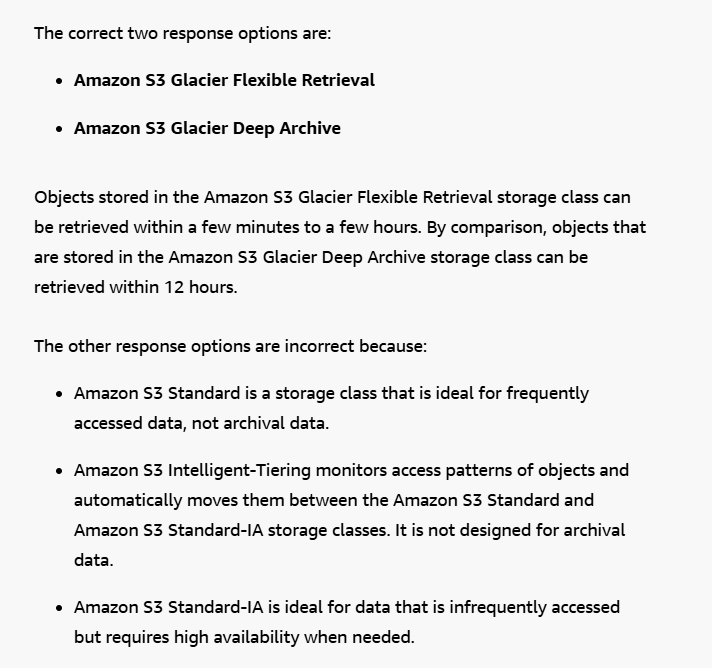 The correct two response options are:
• Amazon S3 Glacier Flexible Retrieval
• Amazon S3 Glacier Deep Archive
Objects stored in the Amazon S3 Glacier Flexible Retrieval storage class can
be retrieved within a few minutes to a few hours. By comparison, objects that
are stored in the Amazon S3 Glacier Deep Archive storage class can be
retrieved within 12 hours.
The other response options are incorrect because:
• Amazon S3 Standard is a storage class that is ideal for frequently
accessed data, not archival data.
• Amazon S3 Intelligent-Tiering monitors access patterns of objects and
automatically moves them between the Amazon S3 Standard and
Amazon S3 Standard-IA storage classes. It is not designed for archival
data.
• Amazon S3 Standard-IA is ideal for data that is infrequently accessed
but requires high availability when needed.